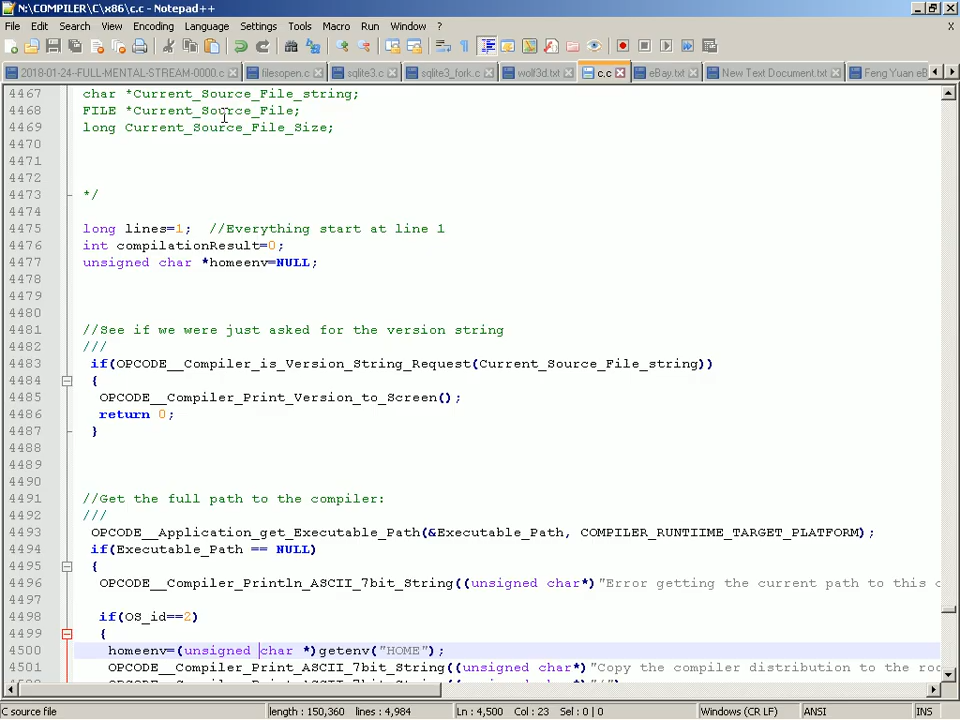 N:\COMPILER\C\x86\c.c - Notepad++
File Edit Search View Encoding Language Settings Tools Macro Run Window ? X
2018-01-24-FULL-MENTAL-STREAM-0000.c filesopen.c sqlite3.c sqlite3_fork.c wolf3d.txt c.c eBay.txt New Text Document.txt Feng Yuan eB
4467 char *Current_Source_File_string;
4468 FILE *Current_Source_File;
4469 long Current_Source_File_Size;
4470
4471
4472
4473 */
4474
4475 long lines=1; //Everything start at line 1
4476 int compilationResult=0;
4477 unsigned char *homeenv=NULL;
4478
4479
4480
4481 //See if we were just asked for the version string
4482 ///
4483 if(OPCODE__Compiler_is_Version_String_Request(Current_Source_File_string))
4484 {
4485 OPCODE__Compiler_Print_Version_to_Screen();
4486 return 0;
4487 }
4488
4489
4490
4491 //Get the full path to the compiler:
4492 ///
4493 OPCODE__Application_get_Executable_Path(&Executable_Path, COMPILER_RUNTIIME_TARGET_PLATFORM);
4494 if(Executable_Path == NULL)
4495 {
4496 OPCODE__Compiler_Println_ASCII_7bit_String((unsigned char*)"Error getting the current path to this c
4497
4498 if(OS_id==2)
4499 {
4500 homeenv=(unsigned char *)getenv("HOME");
4501 OPCODE__Compiler_Print_ASCII_7bit_String((unsigned char*)"Copy the compiler distribution to the roo
C source file length : 150,360 lines : 4,984 Ln : 4,500 Col : 23 Sel : 0 | 0 Windows (CR LF) ANSI INS